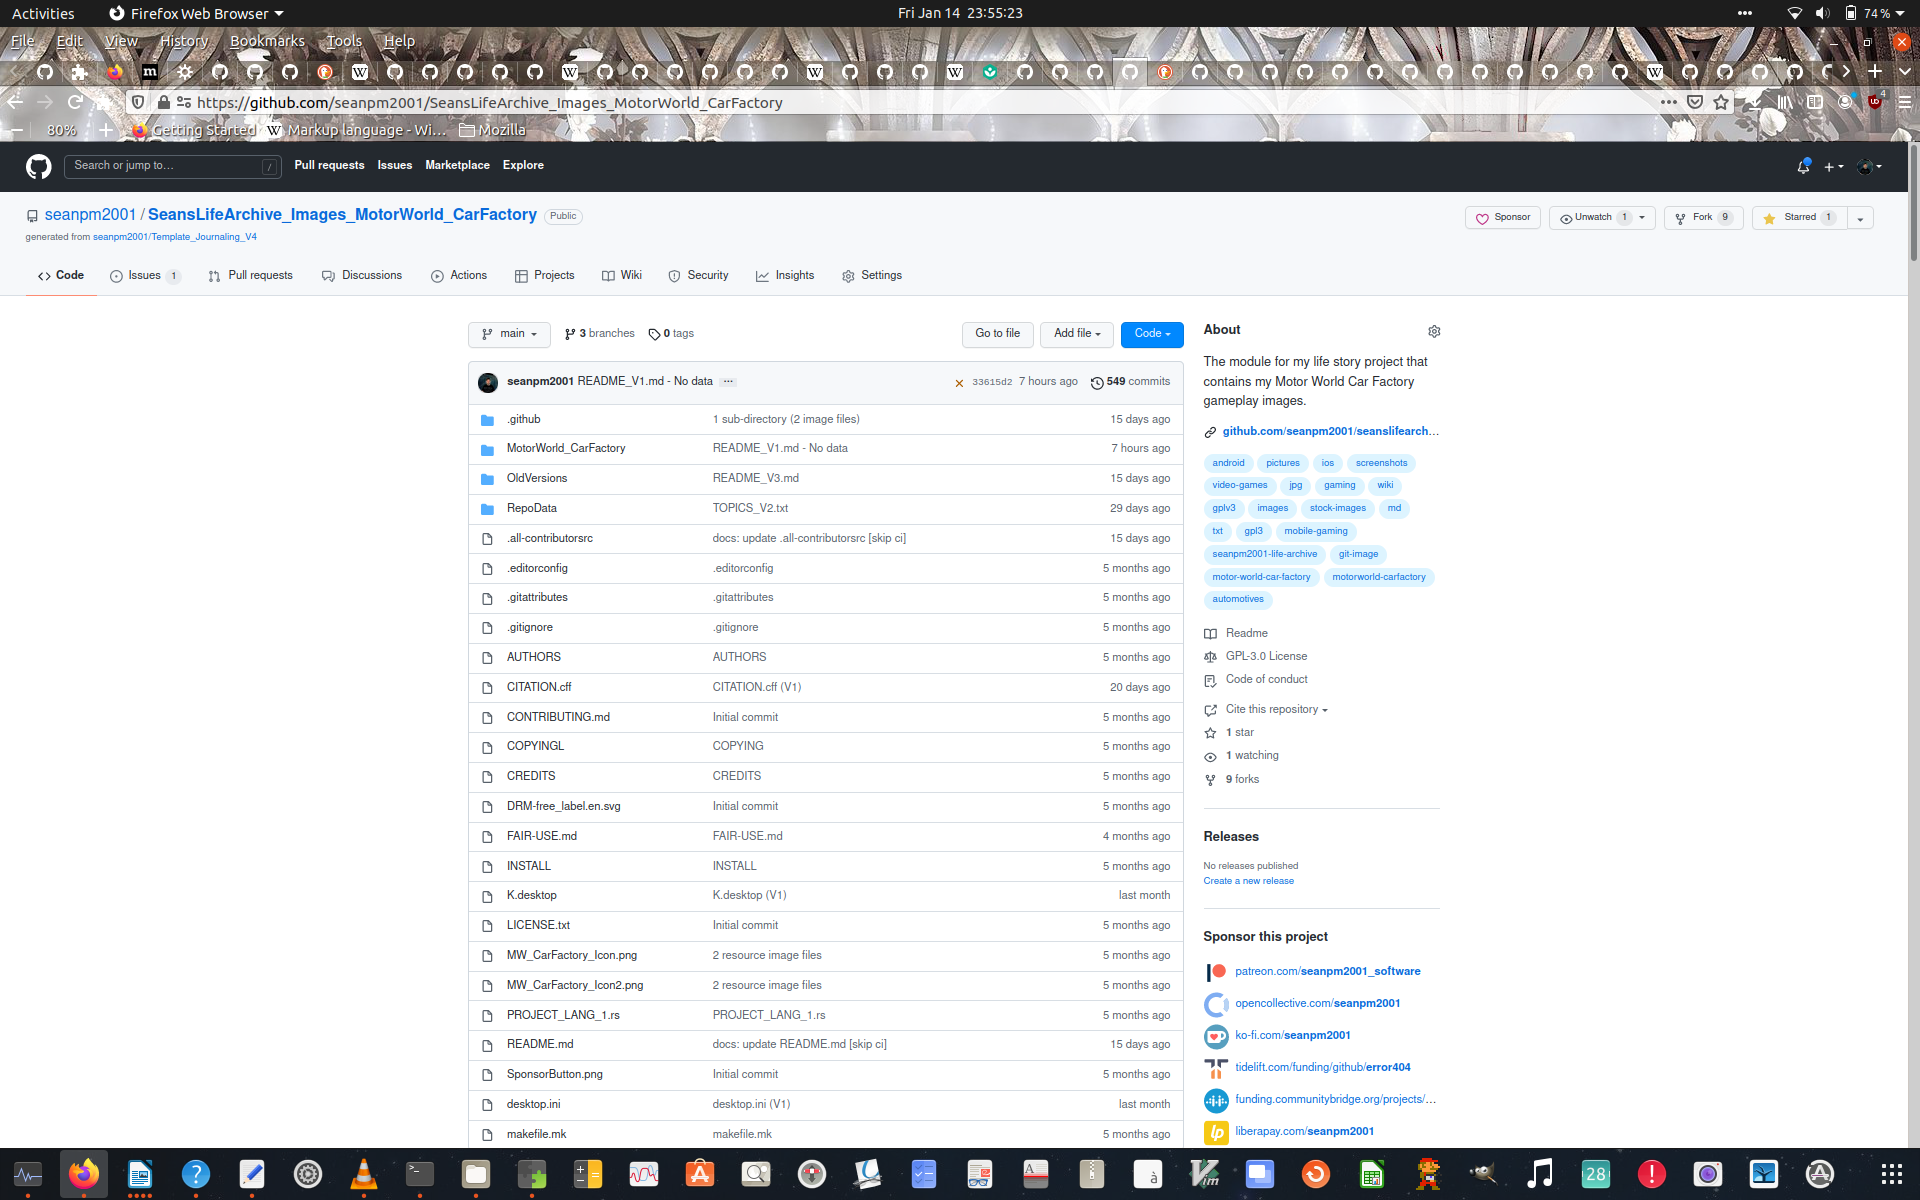 Activities Firefox Web Browser Fri Jan 14 23:55:23 74 %
File Edit View History Bookmarks Tools Help
https://github.com/seanpm2001/SeansLifeArchive_Images_MotorWorld_CarFactory 4
80% Getting Started Markup language - Wi… Mozilla
Search or jump to… / Pull requests Issues Marketplace Explore
seanpm2001 / SeansLifeArchive_Images_MotorWorld_CarFactory Public Sponsor Unwatch 1 Fork 9 Starred 1
generated from seanpm2001/Template_Journaling_V4
Code Issues 1 Pull requests Discussions Actions Projects Wiki Security Insights Settings
main 3 branches 0 tags Go to file Add file Code
seanpm2001 README_V1.md - No data … 33615d2 7 hours ago 549 commits
.github 1 sub-directory (2 image files) 15 days ago
MotorWorld_CarFactory README_V1.md - No data 7 hours ago
OldVersions README_V3.md 15 days ago
RepoData TOPICS_V2.txt 29 days ago
.all-contributorsrc docs: update .all-contributorsrc [skip ci] 15 days ago
.editorconfig .editorconfig 5 months ago
.gitattributes .gitattributes 5 months ago
.gitignore .gitignore 5 months ago
AUTHORS AUTHORS 5 months ago
CITATION.cff CITATION.cff (V1) 20 days ago
CONTRIBUTING.md Initial commit 5 months ago
COPYINGL COPYING 5 months ago
CREDITS CREDITS 5 months ago
DRM-free_label.en.svg Initial commit 5 months ago
FAIR-USE.md FAIR-USE.md 4 months ago
INSTALL INSTALL 5 months ago
K.desktop K.desktop (V1) last month
LICENSE.txt Initial commit 5 months ago
MW_CarFactory_Icon.png 2 resource image files 5 months ago
MW_CarFactory_Icon2.png 2 resource image files 5 months ago
PROJECT_LANG_1.rs PROJECT_LANG_1.rs 5 months ago
README.md docs: update README.md [skip ci] 15 days ago
SponsorButton.png Initial commit 5 months ago
desktop.ini desktop.ini (V1) last month
makefile.mk makefile.mk 5 months ago
About
The module for my life story project that
contains my Motor World Car Factory
gameplay images.
github.com/seanpm2001/seanslifearch…
android pictures ios screenshots
video-games jpg gaming wiki
gplv3 images stock-images md
txt gpl3 mobile-gaming
seanpm2001-life-archive git-image
motor-world-car-factory motorworld-carfactory
automotives
Readme
GPL-3.0 License
Code of conduct
Cite this repository
1 star
1 watching
9 forks
Releases
No releases published
Create a new release
Sponsor this project
patreon.com/seanpm2001_software
opencollective.com/seanpm2001
ko-fi.com/seanpm2001
tidelift.com/funding/github/error404
funding.communitybridge.org/projects/…
liberapay.com/seanpm2001
28